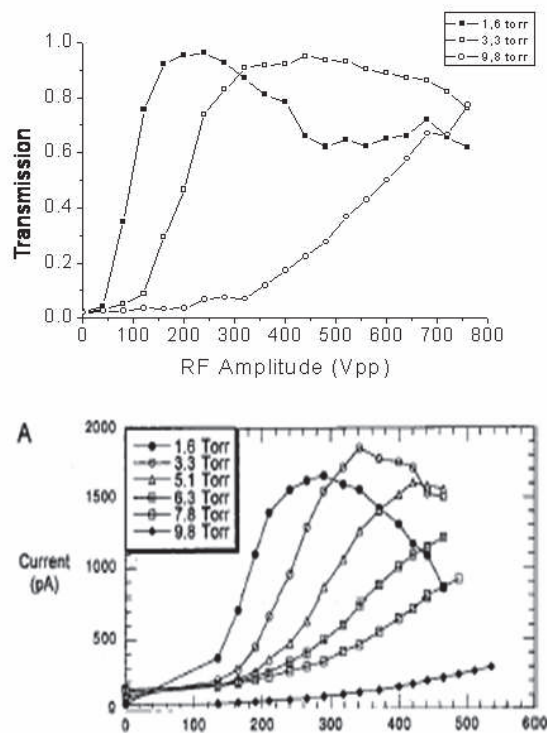 1,6 torr
3,3 torr
9,8 torr
1.0
0.8
0.6
0.4
0.2
0.0
Transmission
0 100 200 300 400 500 600 700 800
RF Amplitude (Vpp)
A
2000
1500
1000
500
0
1.6 Torr
3.3 Torr
5.1 Torr
6.3 Torr
7.8 Torr
9.8 Torr
Current
(pA)
0 100 200 300 400 500 600